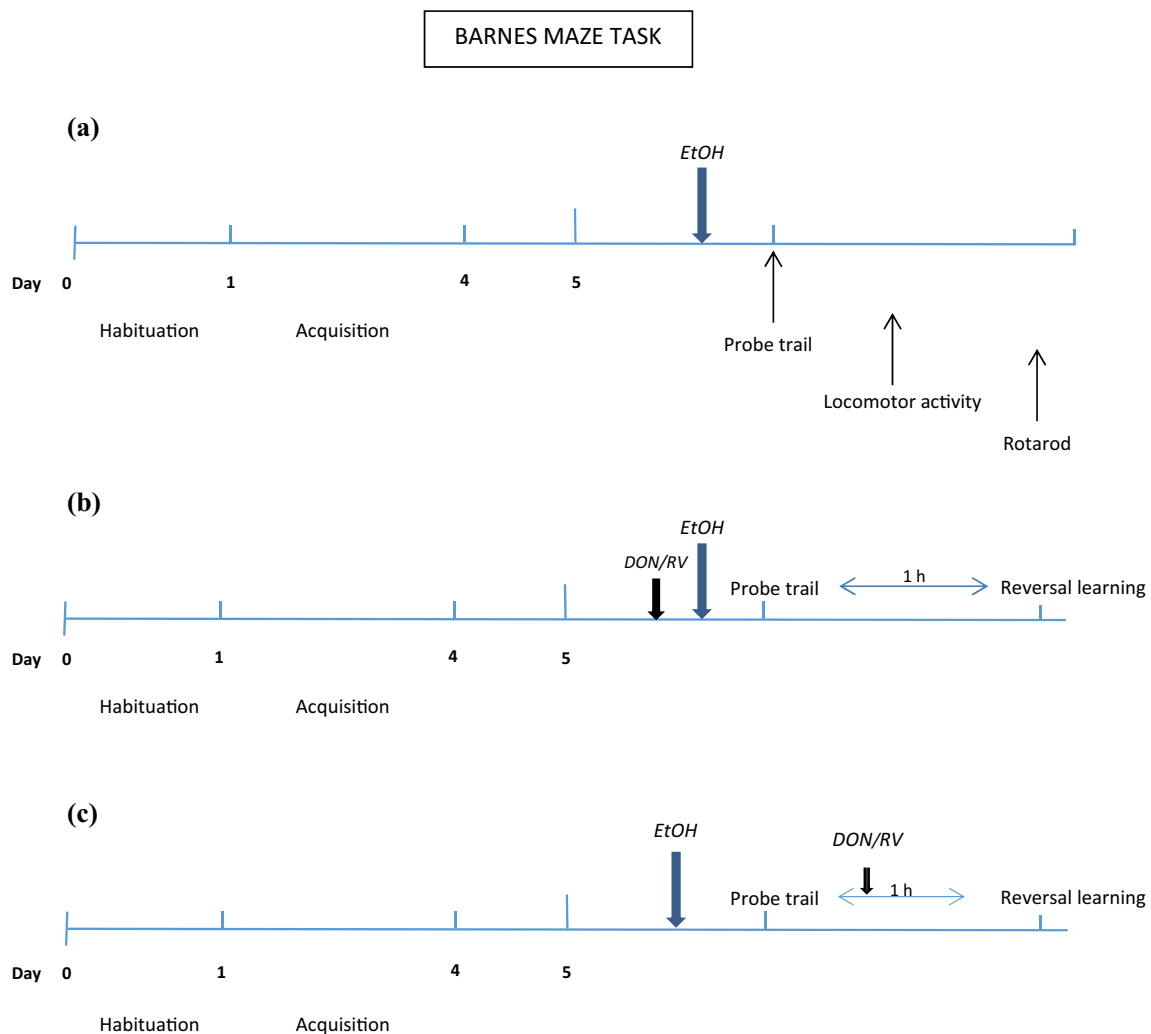 BARNES MAZE TASK
(a)
EtOH
Day 0 1 4 5
Habituation Acquisition
Probe trail
Locomotor activity
Rotarod
(b)
EtOH
DON/RV
Probe trail 1 h Reversal learning
Day 0 1 4 5
Habituation Acquisition
(c)
EtOH
DON/RV
Probe trail 1 h Reversal learning
Day 0 1 4 5
Habituation Acquisition